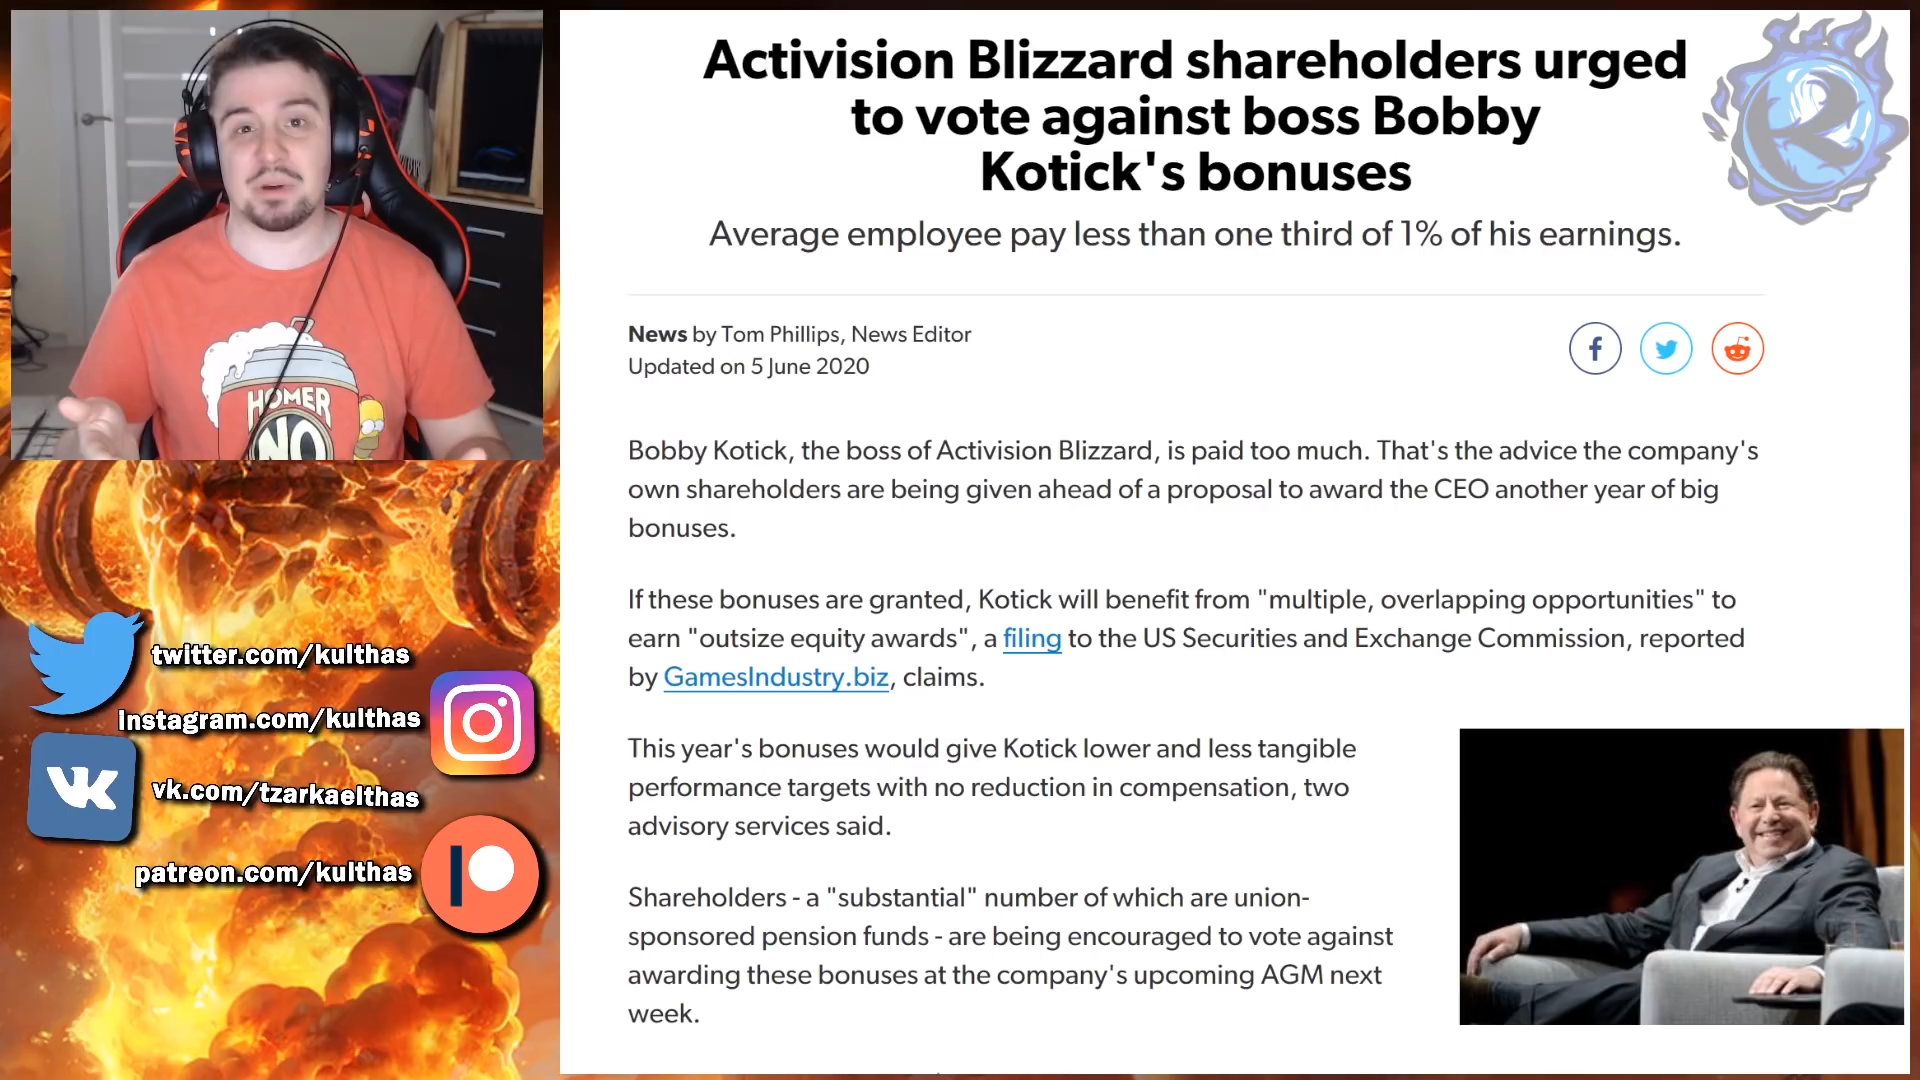 Activision Blizzard shareholders urged
to vote against boss Bobby
Kotick's bonuses
Average employee pay less than one third of 1% of his earnings.
News by Tom Phillips, News Editor
Updated on 5 June 2020
Bobby Kotick, the boss of Activision Blizzard, is paid too much. That's the advice the company's
own shareholders are being given ahead of a proposal to award the CEO another year of big
bonuses.
If these bonuses are granted, Kotick will benefit from "multiple, overlapping opportunities" to
earn "outsize equity awards", a filing to the US Securities and Exchange Commission, reported
by GamesIndustry.biz, claims.
This year's bonuses would give Kotick lower and less tangible
performance targets with no reduction in compensation, two
advisory services said.
Shareholders - a "substantial" number of which are union-
sponsored pension funds - are being encouraged to vote against
awarding these bonuses at the company's upcoming AGM next
week.
HOMER
NO
twitter.com/kulthas
instagram.com/kulthas
vk.com/tzarkaelthas
patreon.com/kulthas